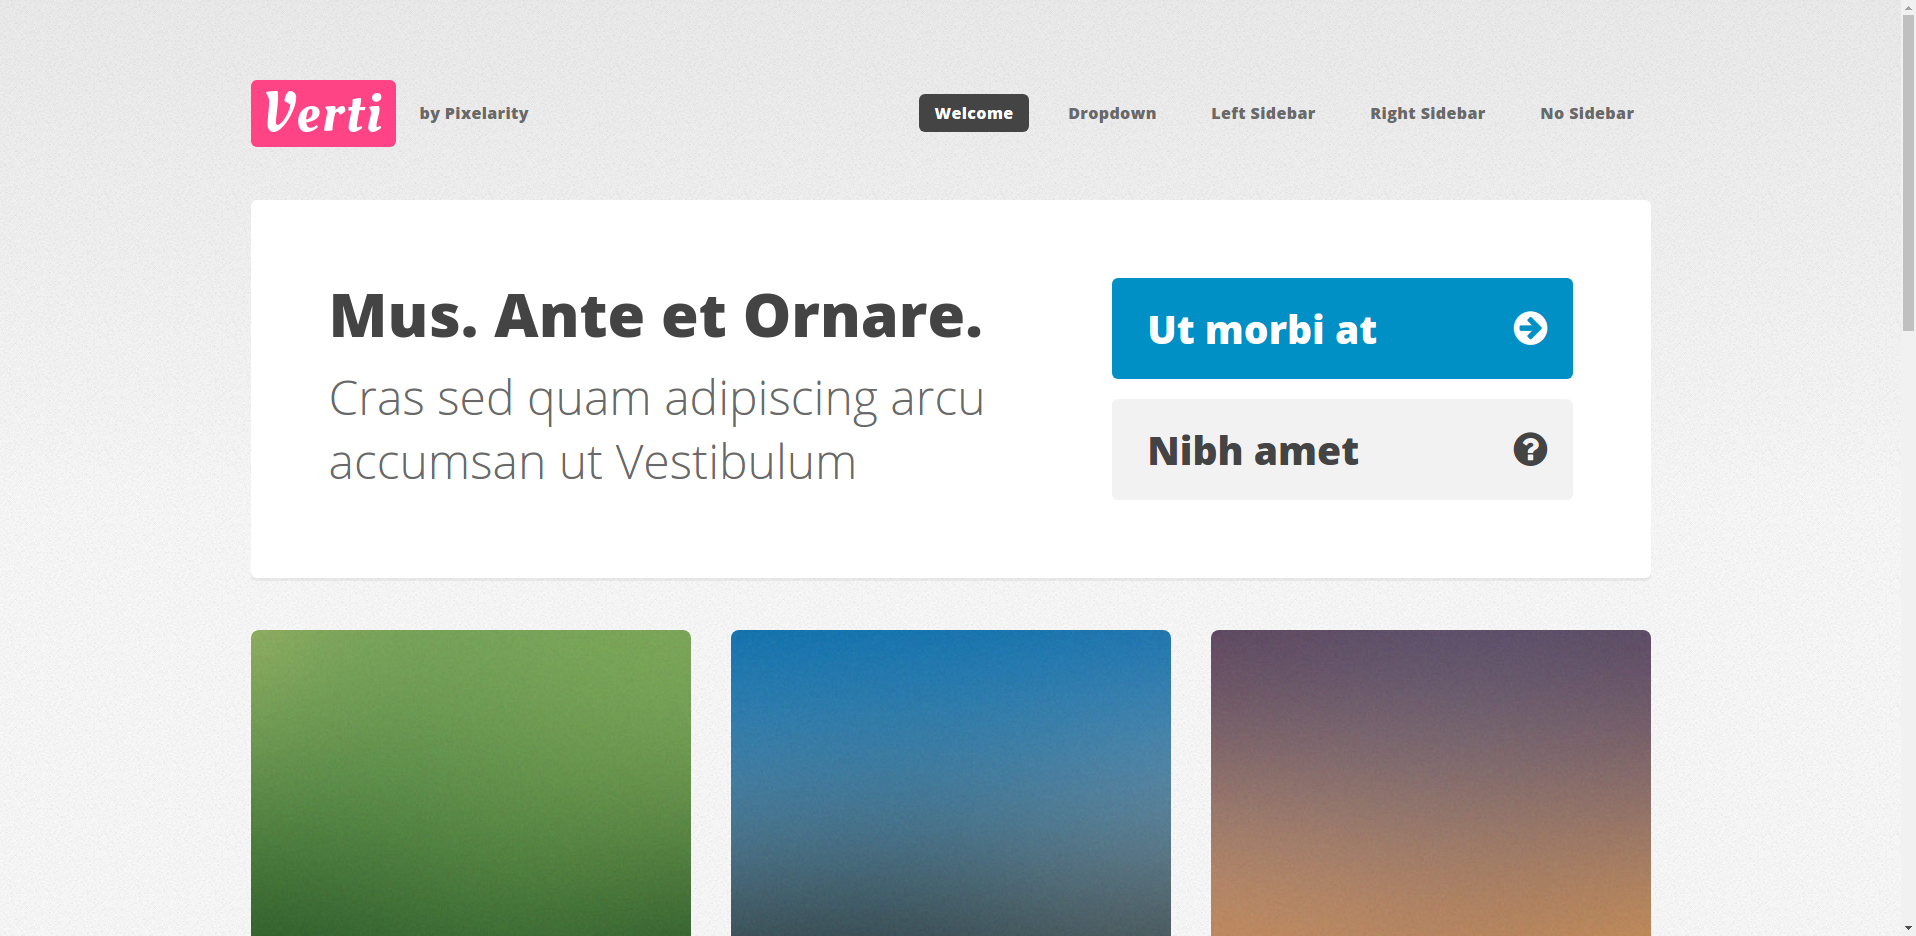 Verti
by Pixelarity
Welcome
Dropdown
Left Sidebar
Right Sidebar
No Sidebar
Mus. Ante et Ornare.
Cras sed quam adipiscing arcu
accumsan ut Vestibulum
Ut morbi at
Nibh amet